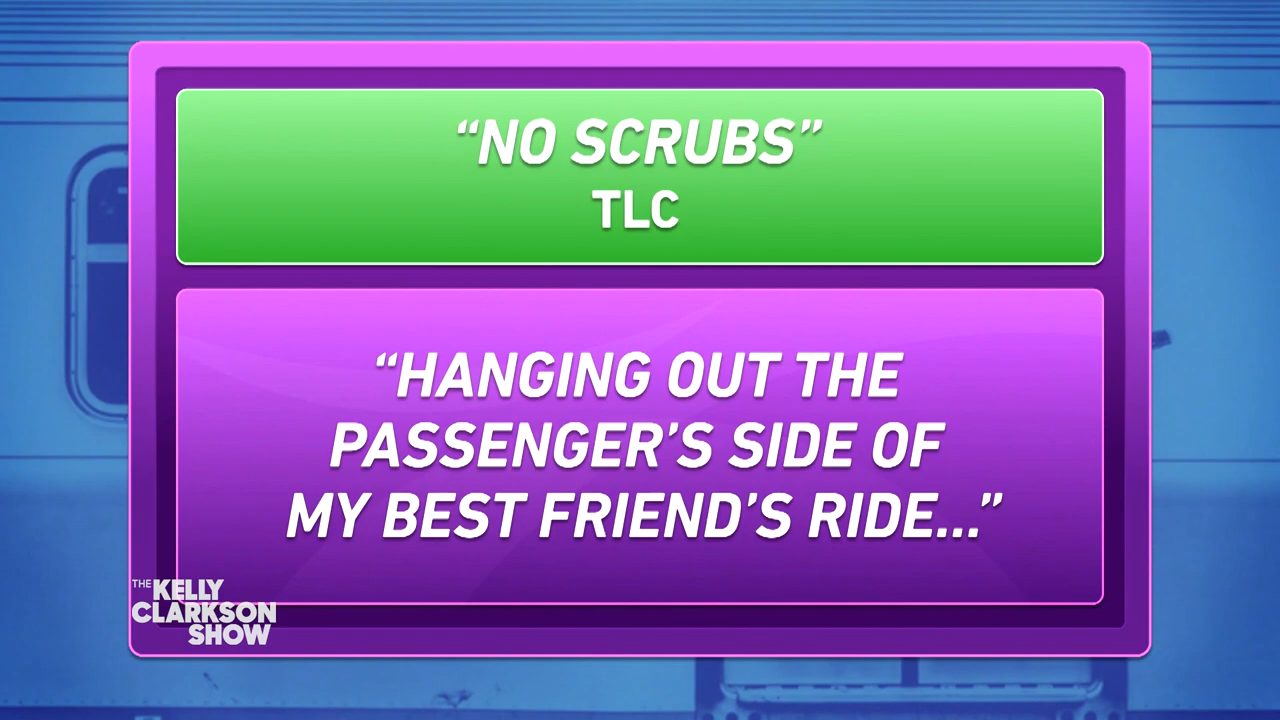 “NO SCRUBS”
TLC
“HANGING OUT THE
PASSENGER’S SIDE OF
MY BEST FRIEND’S RIDE...”
THE KELLY
CLARKSON
SHOW